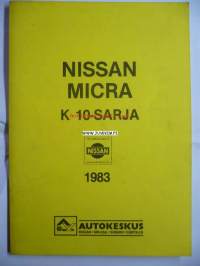 NISSAN
MICRA
K 10-SARJA
NISSAN
1983
AUTOKESKUS